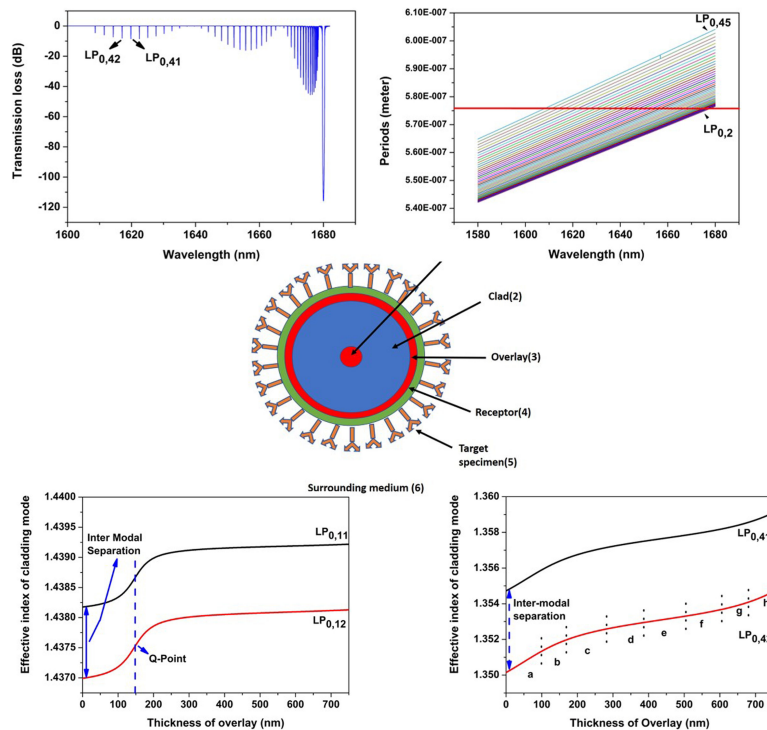 0
-20
-40
-60
-80
-100
-120
LP0,42
LP0,41
Transmission loss (dB)
1600
1620
1640
1660
1680
Wavelength (nm)
6.10E-007
6.00E-007
5.90E-007
5.80E-007
5.70E-007
5.60E-007
5.50E-007
5.40E-007
LP0,45
LP0,2
Periods (meter)
1580
1600
1620
1640
1660
1680
Wavelength (nm)
Clad(2)
Overlay(3)
Receptor(4)
Target
specimen(5)
Surrounding medium (6)
Effective index of cladding mode
1.4400
1.4395
1.4390
1.4385
1.4380
1.4375
1.4370
Inter Modal
Separation
LP0,11
LP0,12
Q-Point
0
100
200
300
400
500
600
700
Thickness of overlay (nm)
Effective index of cladding mode
1.360
1.358
1.355
1.354
1.352
1.350
LP0,41
Inter-modal
separation
a
b
c
d
e
f
g
h
LP0,42
0
100
200
300
400
500
600
700
Thickness of Overlay (nm)